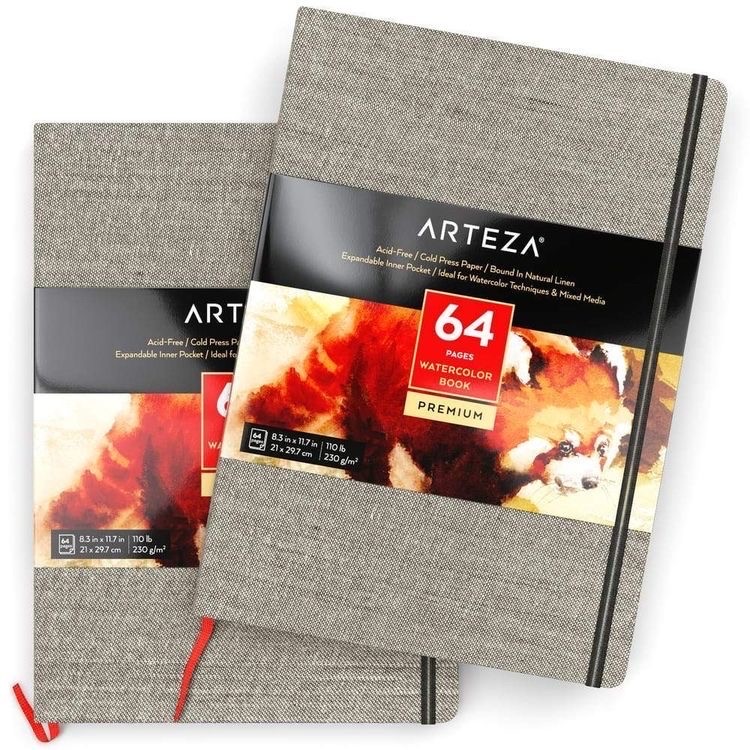 ARTEZA®
Acid-Free / Cold Press Paper / Bound In Natural Linen
Expandable Inner Pocket / Ideal for Watercolor Techniques & Mixed Media
64
PAGES
WATERCOLOR
BOOK
PREMIUM
64
pages
8.3 in x 11.7 in
21 x 29.7 cm
110 lb
230 g/m²
ART
Acid-Free / Cold Press
Expandable Inner Pocket / Ideal
64
pages
8.3 in x 11.7 in
21 x 29.7 cm
110 lb
230 g/m²